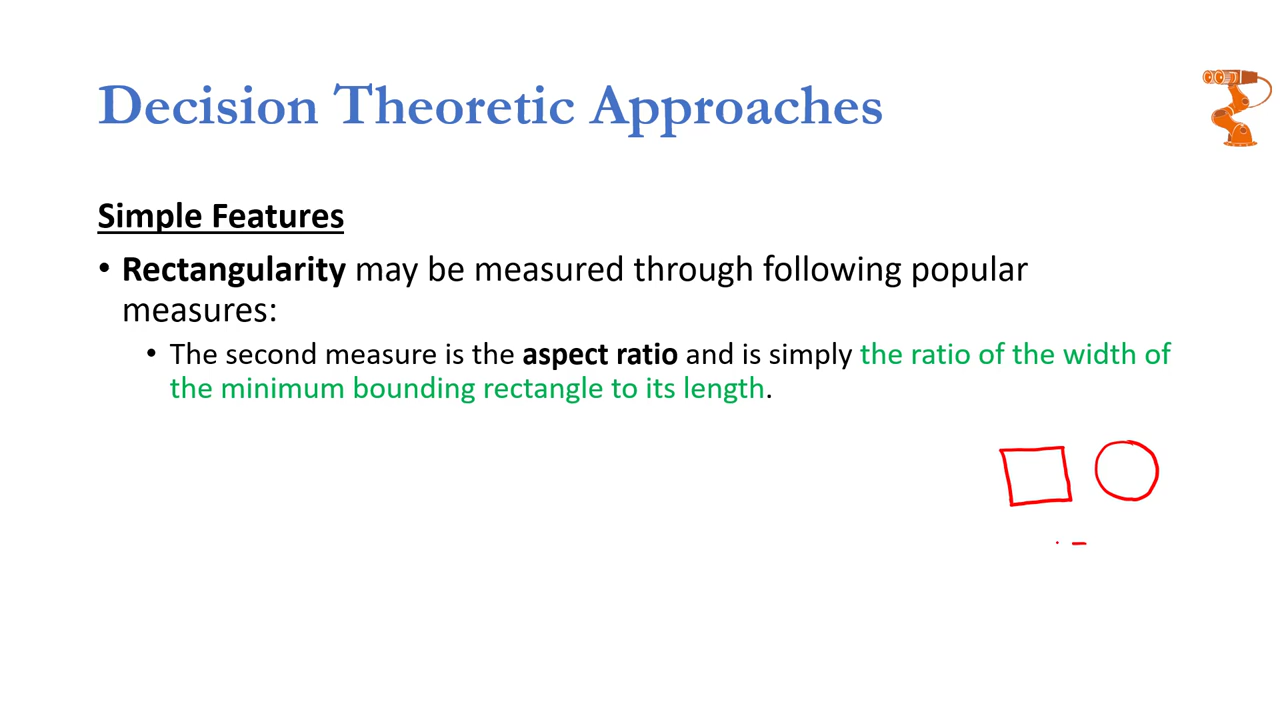 Decision Theoretic Approaches
Simple Features
• Rectangularity may be measured through following popular
measures:
• The second measure is the aspect ratio and is simply the ratio of the width of
the minimum bounding rectangle to its length.